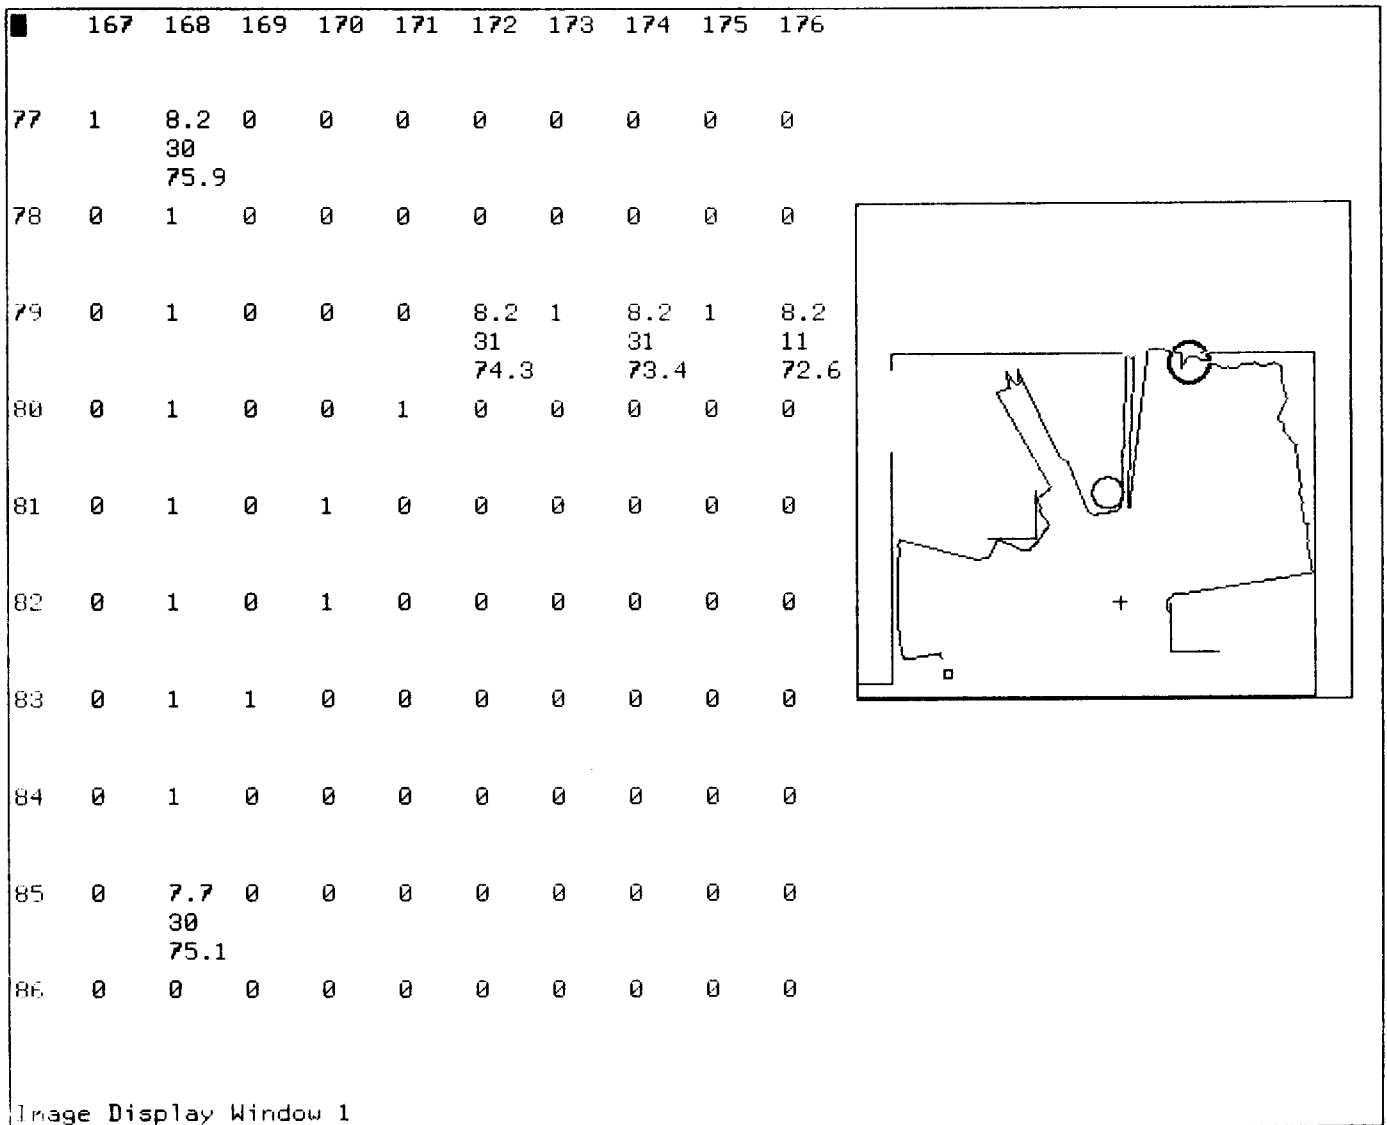 167 168 169 170 171 172 173 174 175 176
77 1 8.2 0 0 0 0 0 0 0 0
30
75.9
78 0 1 0 0 0 0 0 0 0 0
79 0 1 0 0 0 8.2 1 8.2 1 8.2
31 31 11
74.3 73.4 72.6
80 0 1 0 0 1 0 0 0 0 0
81 0 1 0 1 0 0 0 0 0 0
82 0 1 0 1 0 0 0 0 0 0
83 0 1 1 0 0 0 0 0 0 0
84 0 1 0 0 0 0 0 0 0 0
85 0 7.7 0 0 0 0 0 0 0 0
30
75.1
86 0 0 0 0 0 0 0 0 0 0
Image Display Window 1